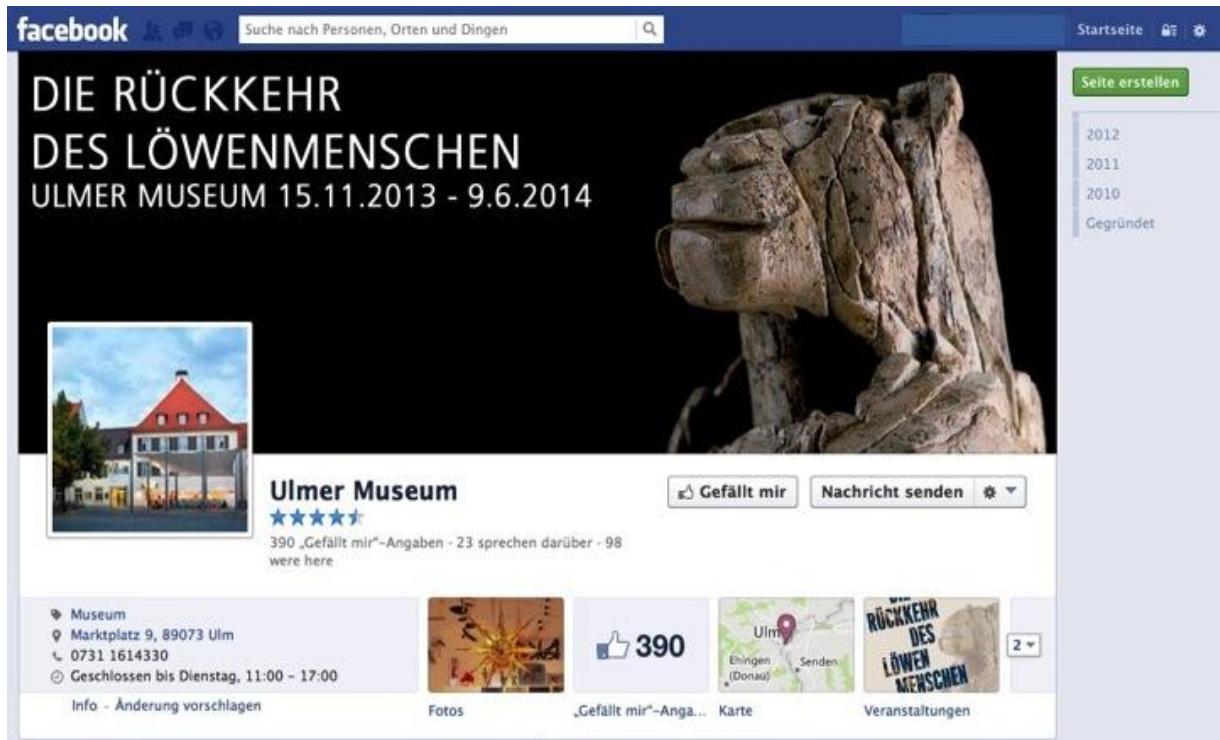 facebook
Suche nach Personen, Orten und Dingen
Startseite
Seite erstellen
2012
2011
2010
Gegründet
DIE RÜCKKEHR
DES LÖWENMENSCHEN
ULMER MUSEUM 15.11.2013 - 9.6.2014
Ulmer Museum
390 „Gefällt mir“-Angaben · 23 sprechen darüber · 98
were here
Gefällt mir
Nachricht senden
Museum
Marktplatz 9, 89073 Ulm
0731 1614330
Geschlossen bis Dienstag, 11:00 – 17:00
Info – Änderung vorschlagen
Fotos
390
„Gefällt mir“-Anga...
Ulm
Ehingen
(Donau)
Senden
Karte
DIE
RÜCKKEHR
DES
LÖWEN
MENSCHEN
Veranstaltungen
2